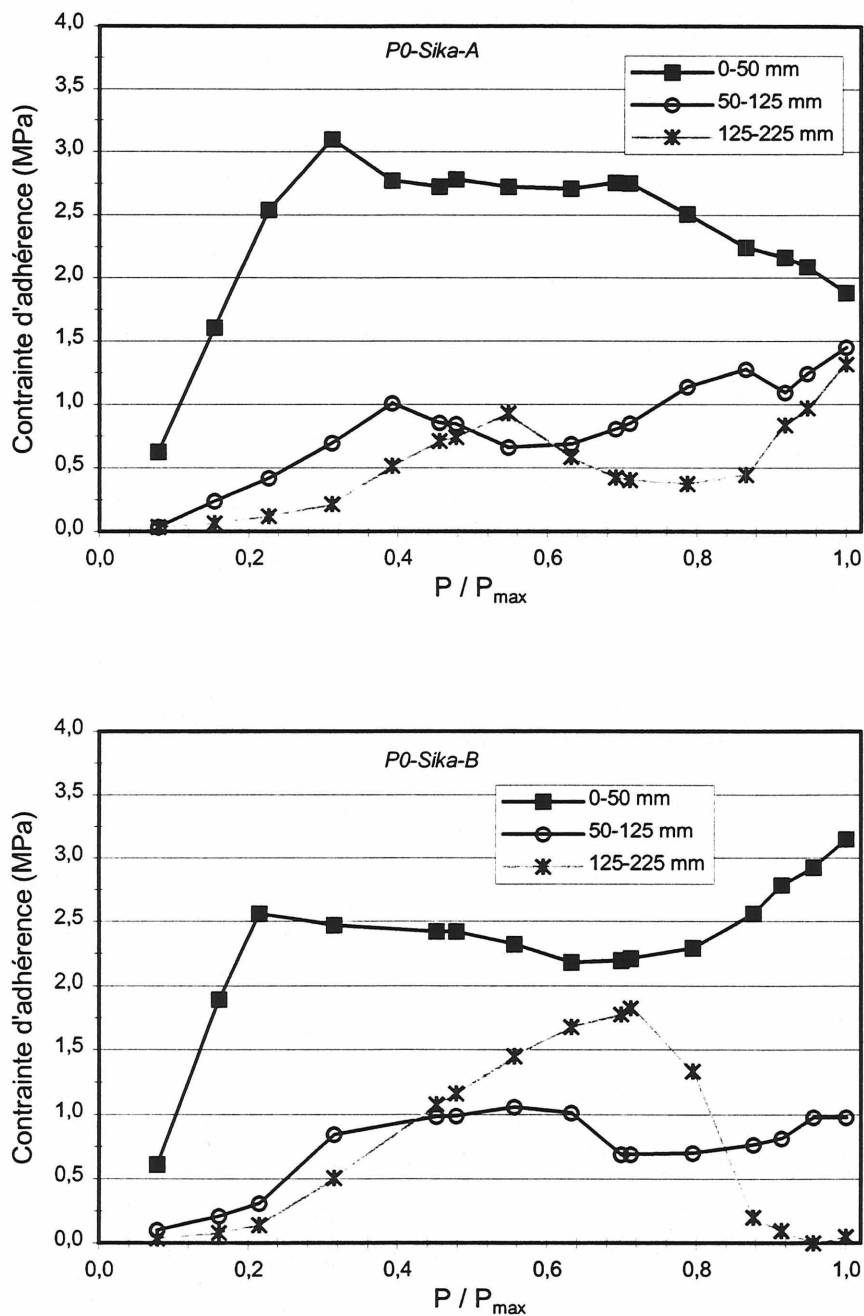 P0-Sika-A
0-50 mm
50-125 mm
125-225 mm
Contrainte d'adhérence (MPa)
4,0
3,5
3,0
2,5
2,0
1,5
1,0
0,5
0,0
0,0 0,2 0,4 0,6 0,8 1,0
P / Pmax
P0-Sika-B
0-50 mm
50-125 mm
125-225 mm
Contrainte d'adhérence (MPa)
4,0
3,5
3,0
2,5
2,0
1,5
1,0
0,5
0,0
0,0 0,2 0,4 0,6 0,8 1,0
P / Pmax